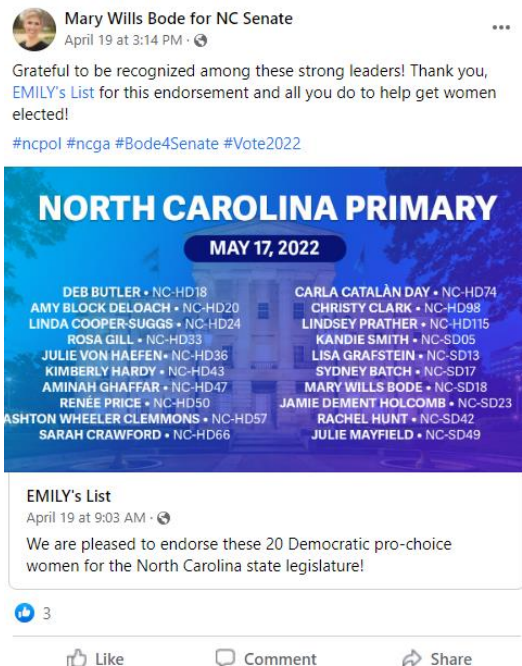 Mary Wills Bode for NC Senate
April 19 at 3:14 PM ·
Grateful to be recognized among these strong leaders! Thank you,
EMILY's List for this endorsement and all you do to help get women
elected!
#ncpol #ncga #Bode4Senate #Vote2022
NORTH CAROLINA PRIMARY
MAY 17, 2022
DEB BUTLER • NC-HD18
AMY BLOCK DELOACH • NC-HD20
LINDA COOPER-SUGGS • NC-HD24
ROSA GILL • NC-HD33
JULIE VON HAEFEN • NC-HD36
KIMBERLY HARDY • NC-HD43
AMINAH GHAFFAR • NC-HD47
RENÉE PRICE • NC-HD50
ASHTON WHEELER CLEMMONS • NC-HD57
SARAH CRAWFORD • NC-HD66
CARLA CATALÀN DAY • NC-HD74
CHRISTY CLARK • NC-HD98
LINDSEY PRATHER • NC-HD115
KANDIE SMITH • NC-SD05
LISA GRAFSTEIN • NC-SD13
SYDNEY BATCH • NC-SD17
MARY WILLS BODE • NC-SD18
JAMIE DEMENT HOLCOMB • NC-SD23
RACHEL HUNT • NC-SD42
JULIE MAYFIELD • NC-SD49
EMILY's List
April 19 at 9:03 AM ·
We are pleased to endorse these 20 Democratic pro-choice
women for the North Carolina state legislature!
3
Like Comment Share